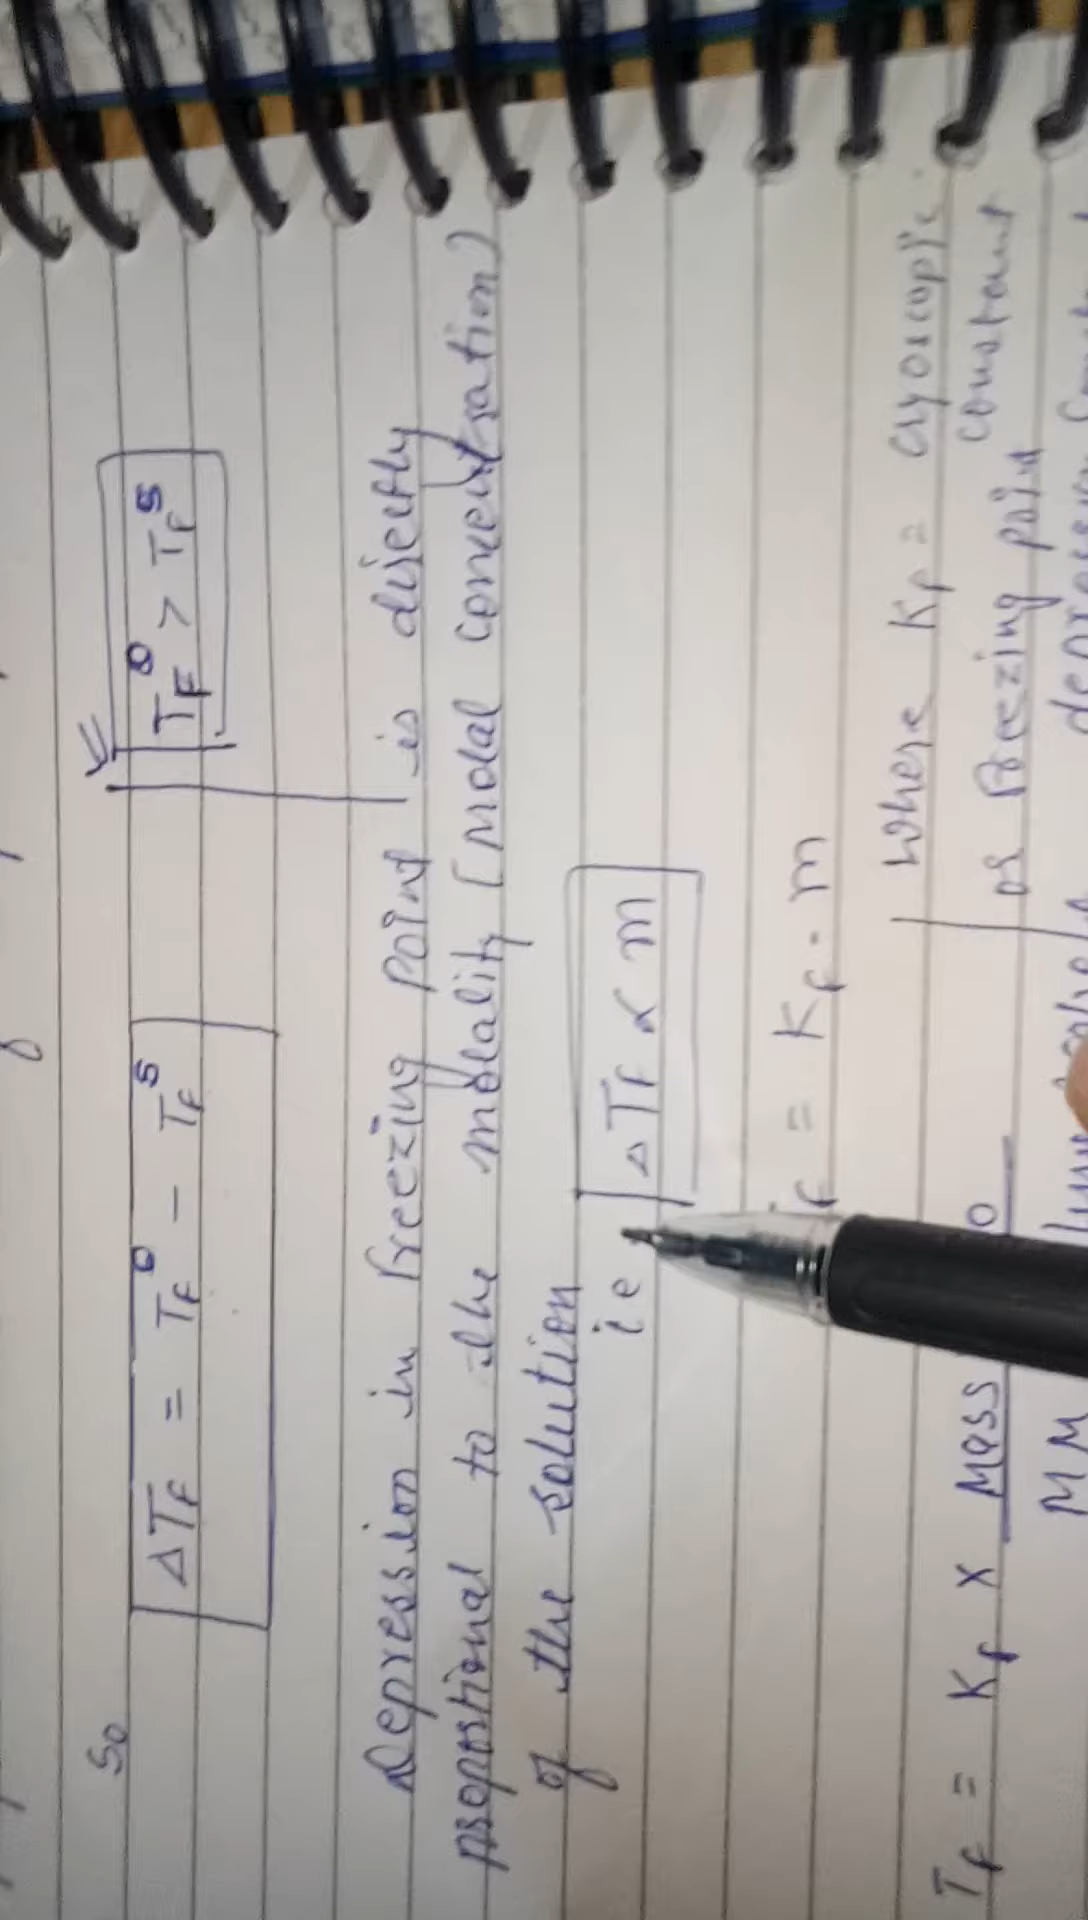 So
ΔTf = Tf° - Tfˢ
Tf° > Tfˢ
Depression in freezing point is directly
proportional to the molality [Molal concentration)
of the solution
ie ΔTf ∝ m
f = Kf · m
where Kf = cryoscopic
constant
of freezing point
Tf = Kf × Mass
MM